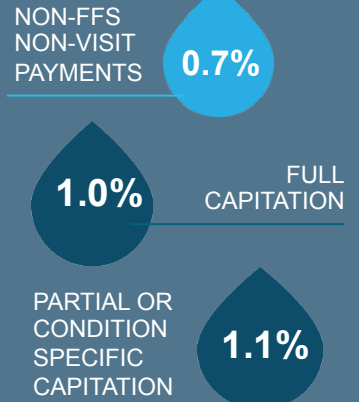 NON-FFS
NON-VISIT
PAYMENTS
0.7%
1.0%
FULL
CAPITATION
PARTIAL OR
CONDITION
SPECIFIC
CAPITATION
1.1%